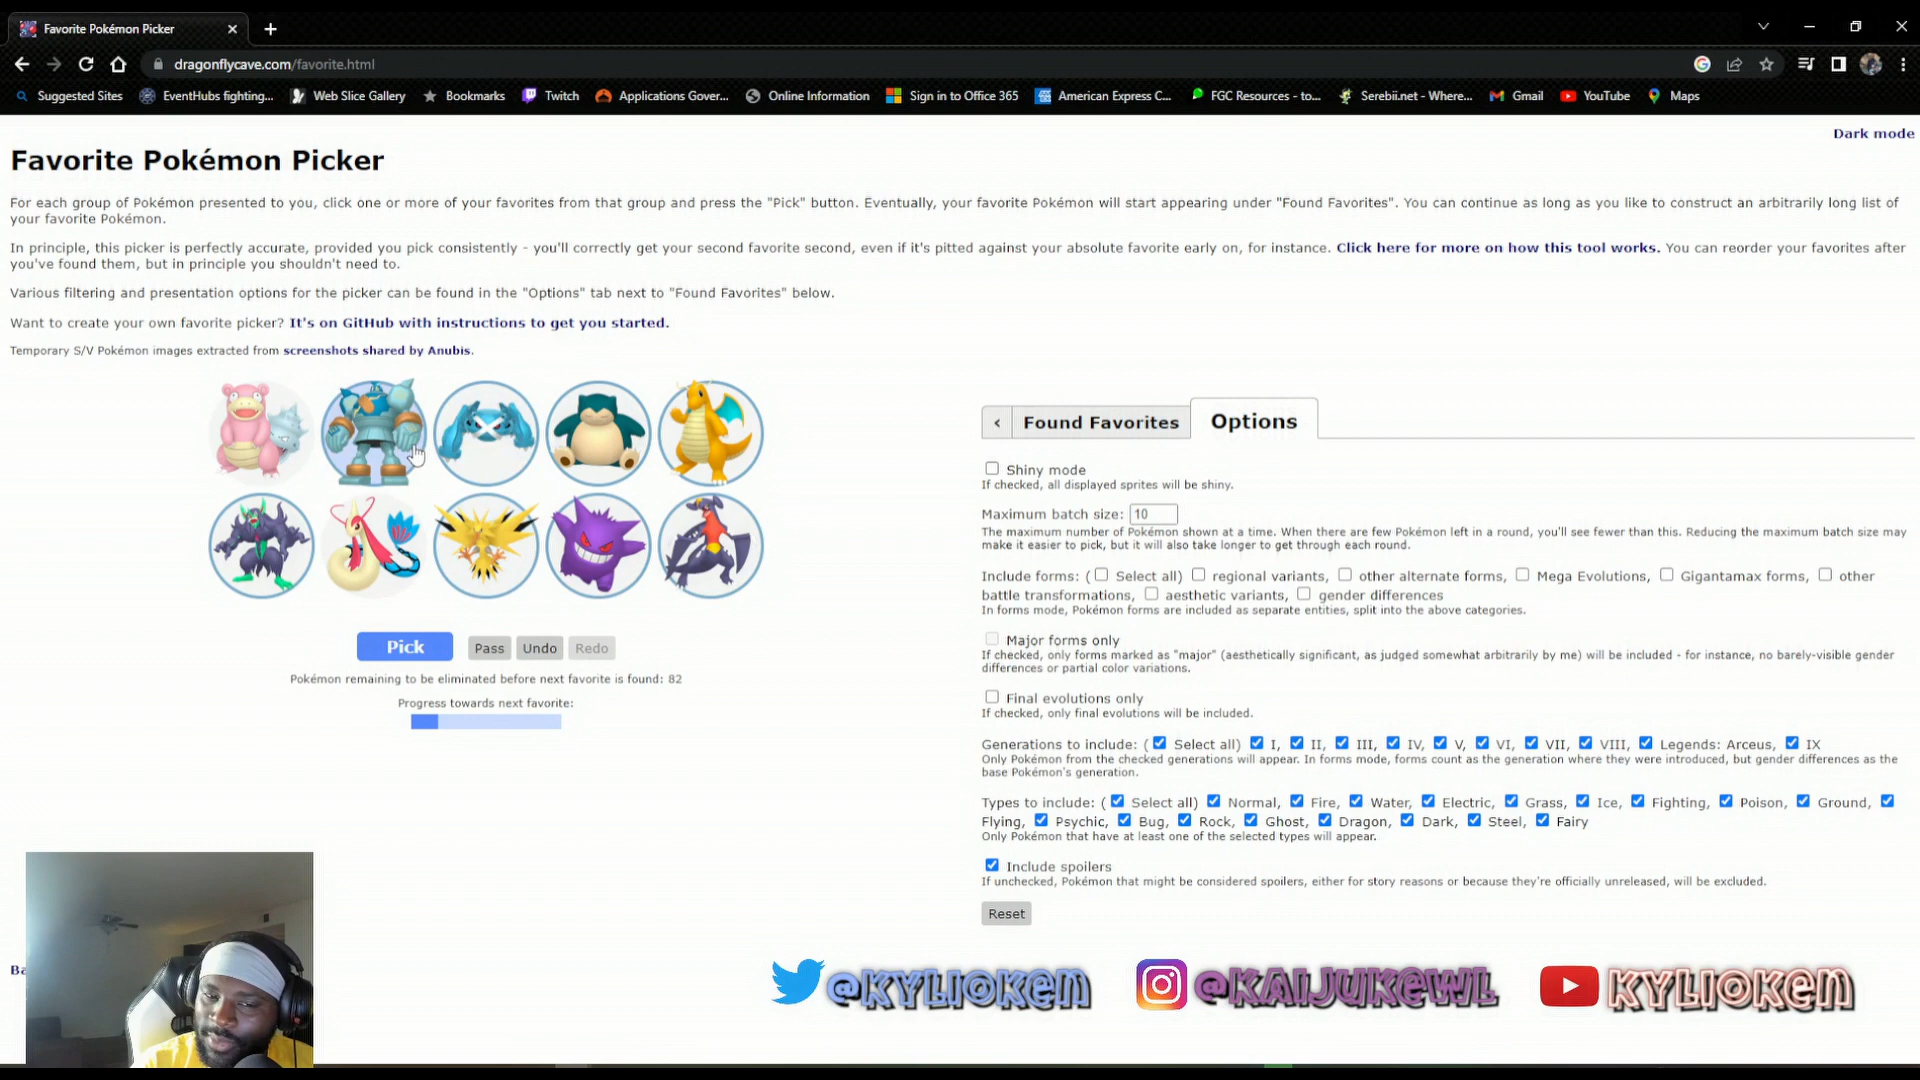 Favorite Pokémon Picker
dragonflycave.com/favorite.html
Suggested Sites
EventHubs fighting...
Web Slice Gallery
Bookmarks
Twitch
Applications Gover...
Online Information
Sign in to Office 365
American Express C...
FGC Resources - to...
Serebii.net - Where...
Gmail
YouTube
Maps
Dark mode
Favorite Pokémon Picker
For each group of Pokémon presented to you, click one or more of your favorites from that group and press the "Pick" button. Eventually, your favorite Pokémon will start appearing under "Found Favorites". You can continue as long as you like to construct an arbitrarily long list of
your favorite Pokémon.
In principle, this picker is perfectly accurate, provided you pick consistently - you'll correctly get your second favorite second, even if it's pitted against your absolute favorite early on, for instance. Click here for more on how this tool works. You can reorder your favorites after
you've found them, but in principle you shouldn't need to.
Various filtering and presentation options for the picker can be found in the "Options" tab next to "Found Favorites" below.
Want to create your own favorite picker? It's on GitHub with instructions to get you started.
Temporary S/V Pokémon images extracted from screenshots shared by Anubis.
Pick
Pass
Undo
Redo
Pokémon remaining to be eliminated before next favorite is found: 82
Progress towards next favorite:
‹
Found Favorites
Options
Shiny mode
If checked, all displayed sprites will be shiny.
Maximum batch size: 10
The maximum number of Pokémon shown at a time. When there are few Pokémon left in a round, you'll see fewer than this. Reducing the maximum batch size may
make it easier to pick, but it will also take longer to get through each round.
Include forms: ( Select all) regional variants, other alternate forms, Mega Evolutions, Gigantamax forms, other
battle transformations, aesthetic variants, gender differences
In forms mode, Pokémon forms are included as separate entities, split into the above categories.
Major forms only
If checked, only forms marked as "major" (aesthetically significant, as judged somewhat arbitrarily by me) will be included - for instance, no barely-visible gender
differences or partial color variations.
Final evolutions only
If checked, only final evolutions will be included.
Generations to include: ( Select all) I, II, III, IV, V, VI, VII, VIII, Legends: Arceus, IX
Only Pokémon from the checked generations will appear. In forms mode, forms count as the generation where they were introduced, but gender differences as the
base Pokémon's generation.
Types to include: ( Select all) Normal, Fire, Water, Electric, Grass, Ice, Fighting, Poison, Ground,
Flying, Psychic, Bug, Rock, Ghost, Dragon, Dark, Steel, Fairy
Only Pokémon that have at least one of the selected types will appear.
Include spoilers
If unchecked, Pokémon that might be considered spoilers, either for story reasons or because they're officially unreleased, will be excluded.
Reset
Ba
@KYLIOKEN
@KAIJUKEWL
KYLIOKEN